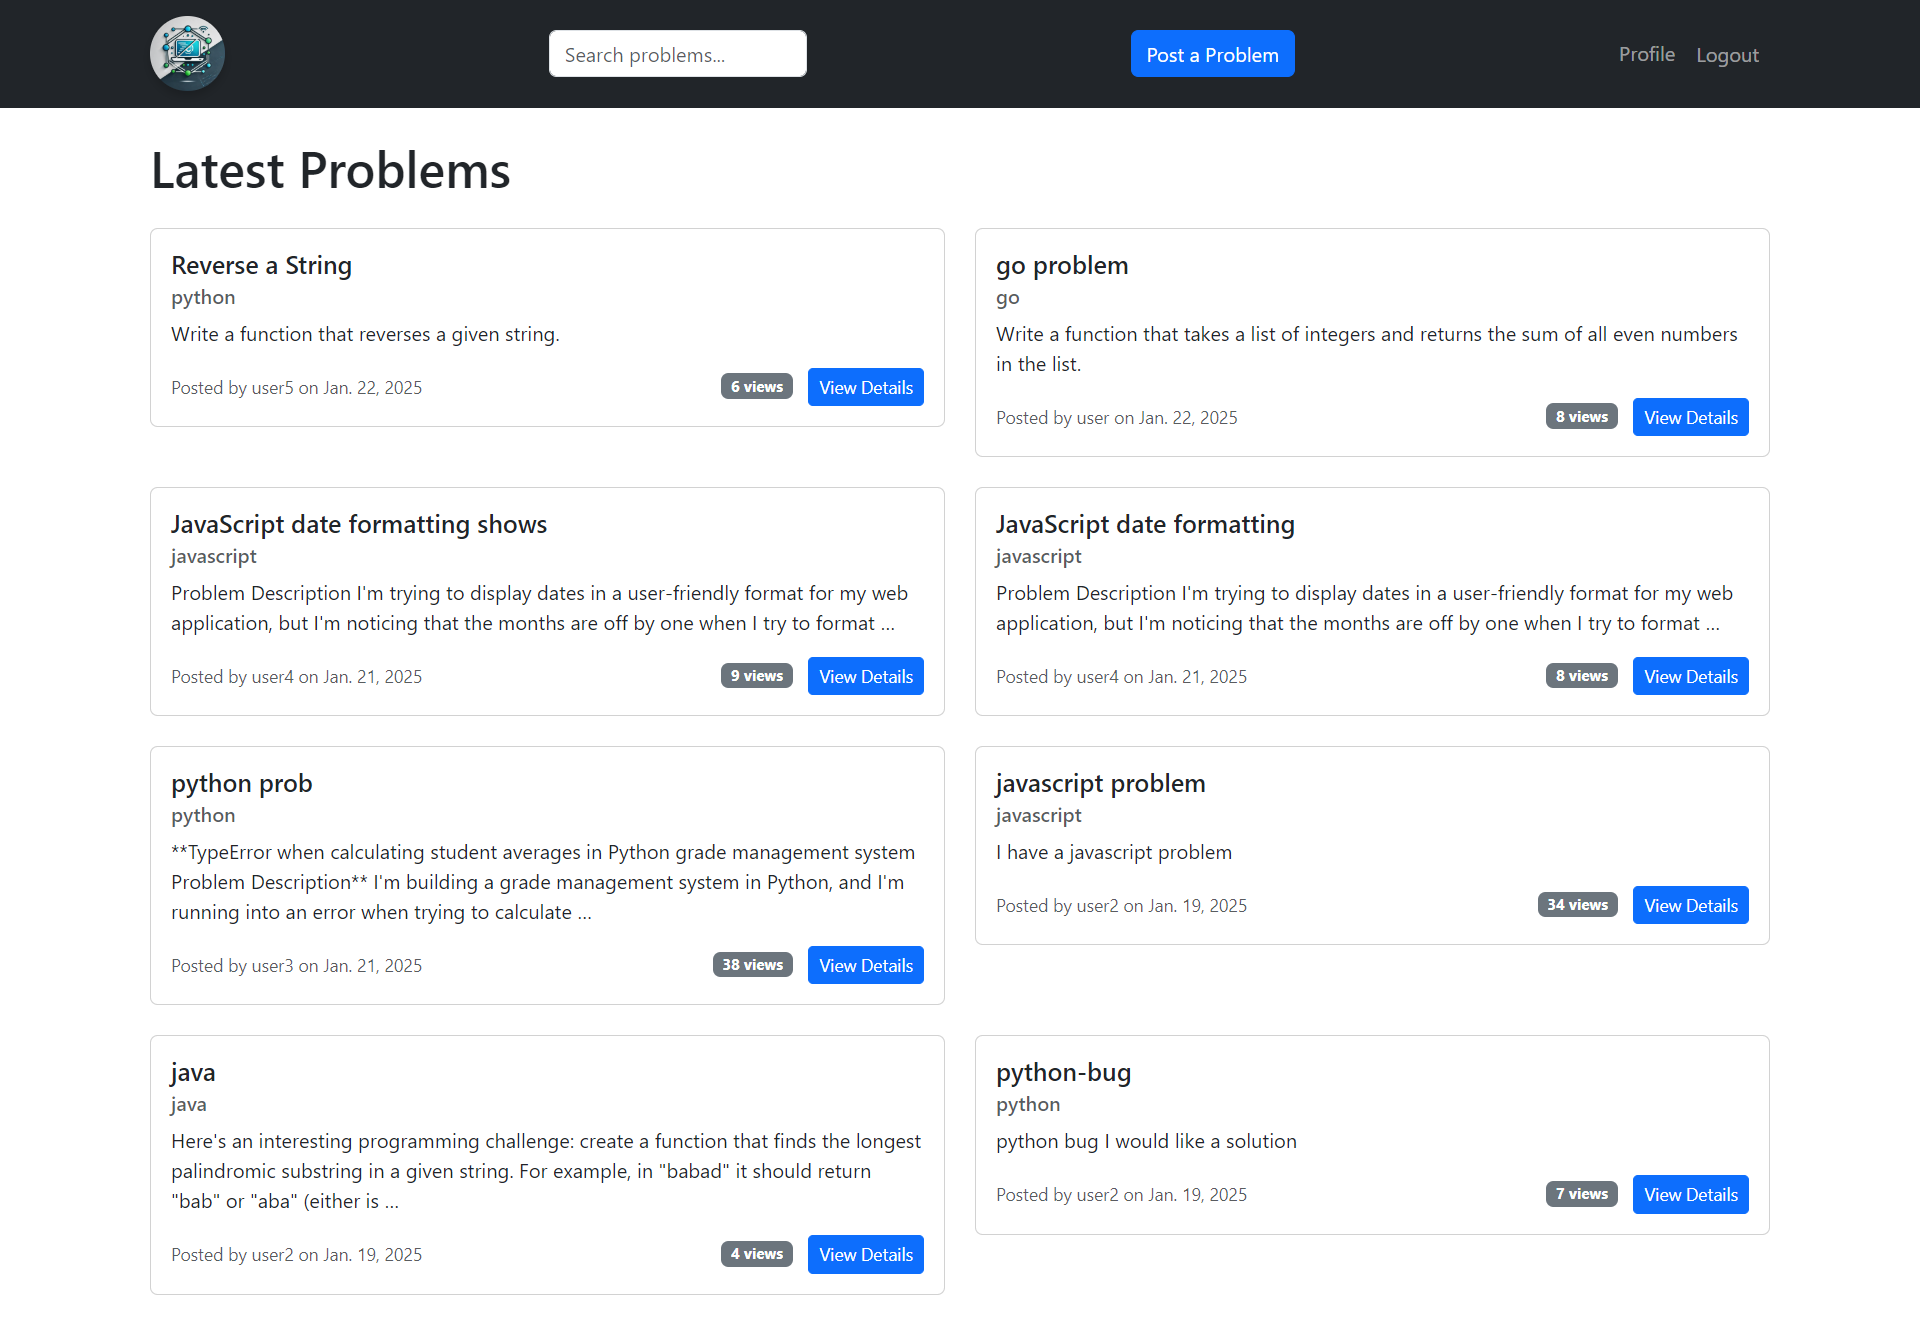 Search problems...
Post a Problem
Profile
Logout
Latest Problems
Reverse a String
python
Write a function that reverses a given string.
Posted by user5 on Jan. 22, 2025
6 views
View Details
go problem
go
Write a function that takes a list of integers and returns the sum of all even numbers
in the list.
Posted by user on Jan. 22, 2025
8 views
View Details
JavaScript date formatting shows
javascript
Problem Description I'm trying to display dates in a user-friendly format for my web
application, but I'm noticing that the months are off by one when I try to format ...
Posted by user4 on Jan. 21, 2025
9 views
View Details
JavaScript date formatting
javascript
Problem Description I'm trying to display dates in a user-friendly format for my web
application, but I'm noticing that the months are off by one when I try to format ...
Posted by user4 on Jan. 21, 2025
8 views
View Details
python prob
python
**TypeError when calculating student averages in Python grade management system
Problem Description** I'm building a grade management system in Python, and I'm
running into an error when trying to calculate ...
Posted by user3 on Jan. 21, 2025
38 views
View Details
javascript problem
javascript
I have a javascript problem
Posted by user2 on Jan. 19, 2025
34 views
View Details
java
java
Here's an interesting programming challenge: create a function that finds the longest
palindromic substring in a given string. For example, in "babad" it should return
"bab" or "aba" (either is ...
Posted by user2 on Jan. 19, 2025
4 views
View Details
python-bug
python
python bug I would like a solution
Posted by user2 on Jan. 19, 2025
7 views
View Details